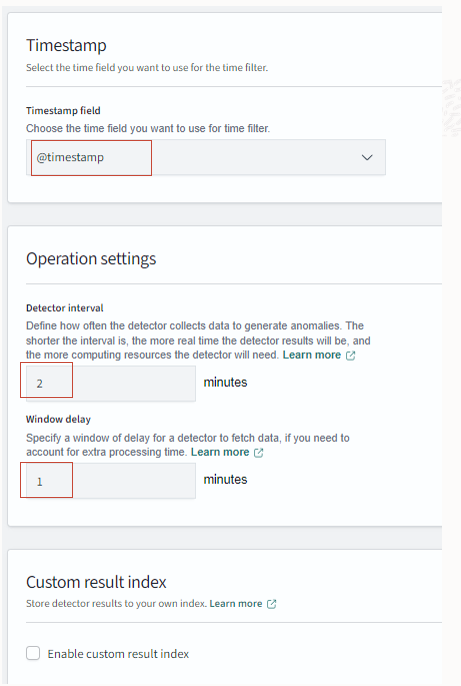 Timestamp
Select the time field you want to use for the time filter.
Timestamp field
Choose the time field you want to use for time filter.
@timestamp
Operation settings
Detector interval
Define how often the detector collects data to generate anomalies. The
shorter the interval is, the more real time the detector results will be, and
the more computing resources the detector will need. Learn more
2 minutes
Window delay
Specify a window of delay for a detector to fetch data, if you need to
account for extra processing time. Learn more
1 minutes
Custom result index
Store detector results to your own index. Learn more
Enable custom result index